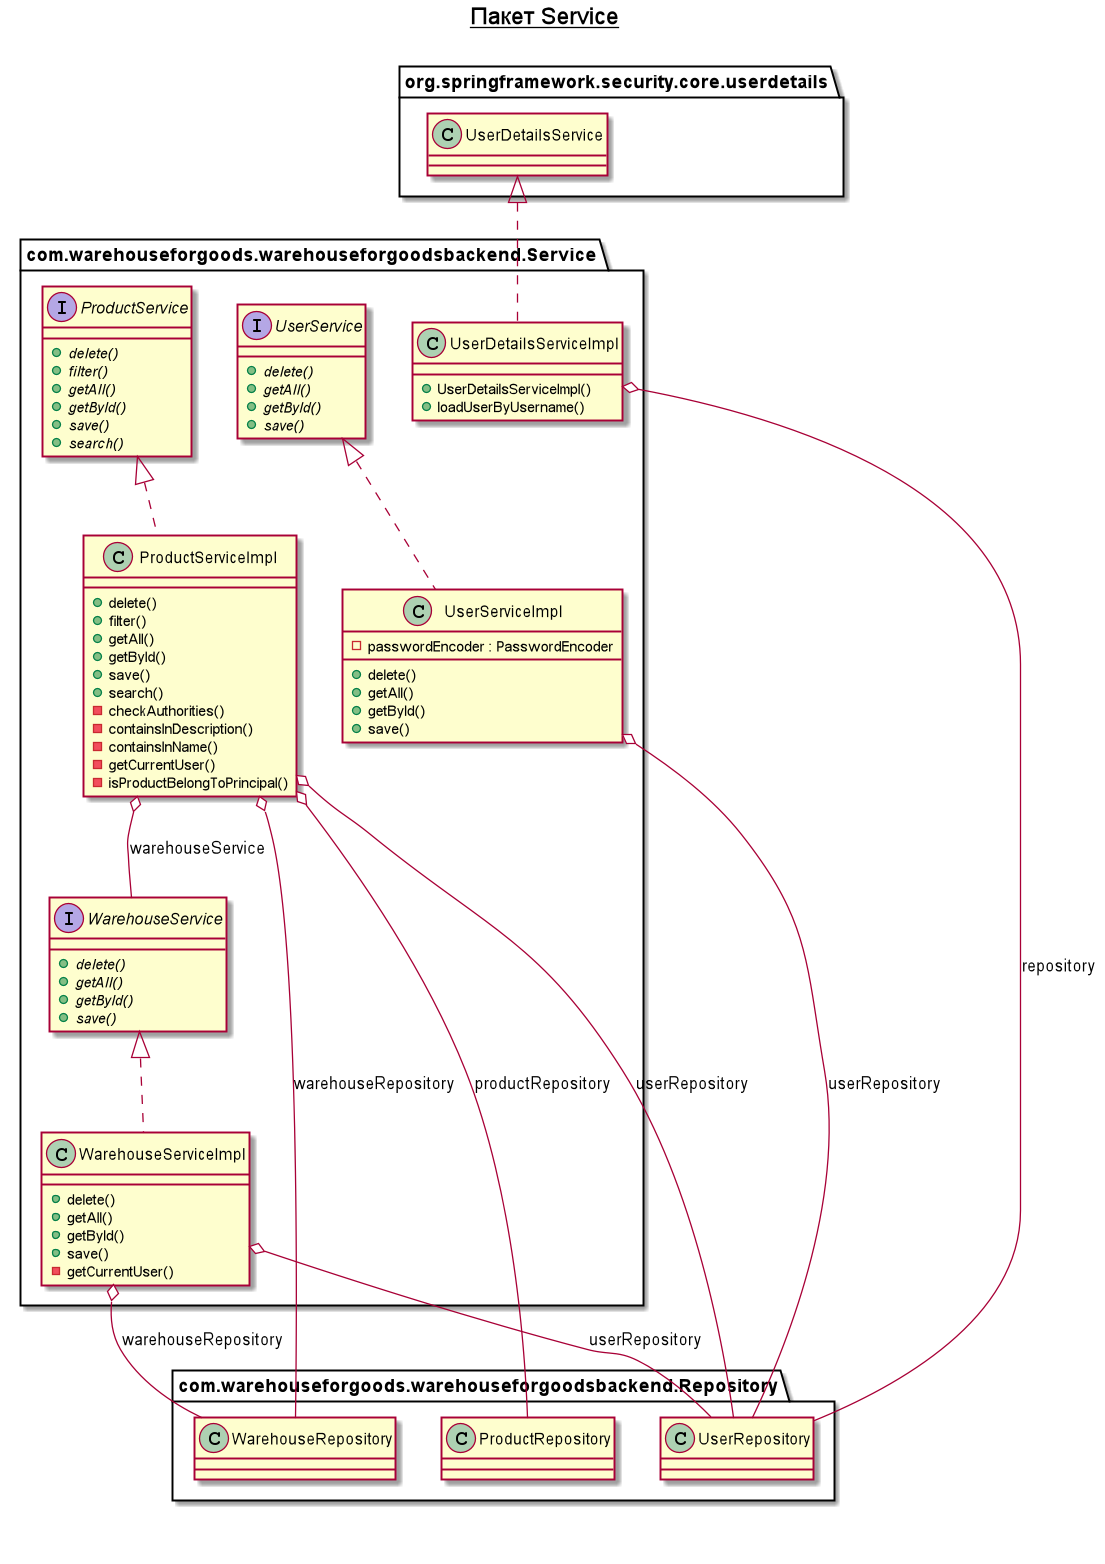 Пакет Service
org.springframework.security.core.userdetails
C UserDetailsService
com.warehouseforgoods.warehouseforgoodsbackend.Service
I ProductService
delete()
filter()
getAll()
getById()
save()
search()
I UserService
delete()
getAll()
getById()
save()
C UserDetailsServiceImpl
UserDetailsServiceImpl()
loadUserByUsername()
C ProductServiceImpl
delete()
filter()
getAll()
getById()
save()
search()
checkAuthorities()
containsInDescription()
containsInName()
getCurrentUser()
isProductBelongToPrincipal()
C UserServiceImpl
passwordEncoder : PasswordEncoder
delete()
getAll()
getById()
save()
warehouseService
I WarehouseService
delete()
getAll()
getById()
save()
repository
warehouseRepository
productRepository
userRepository
userRepository
C WarehouseServiceImpl
delete()
getAll()
getById()
save()
getCurrentUser()
warehouseRepository
userRepository
com.warehouseforgoods.warehouseforgoodsbackend.Repository
C WarehouseRepository
C ProductRepository
C UserRepository